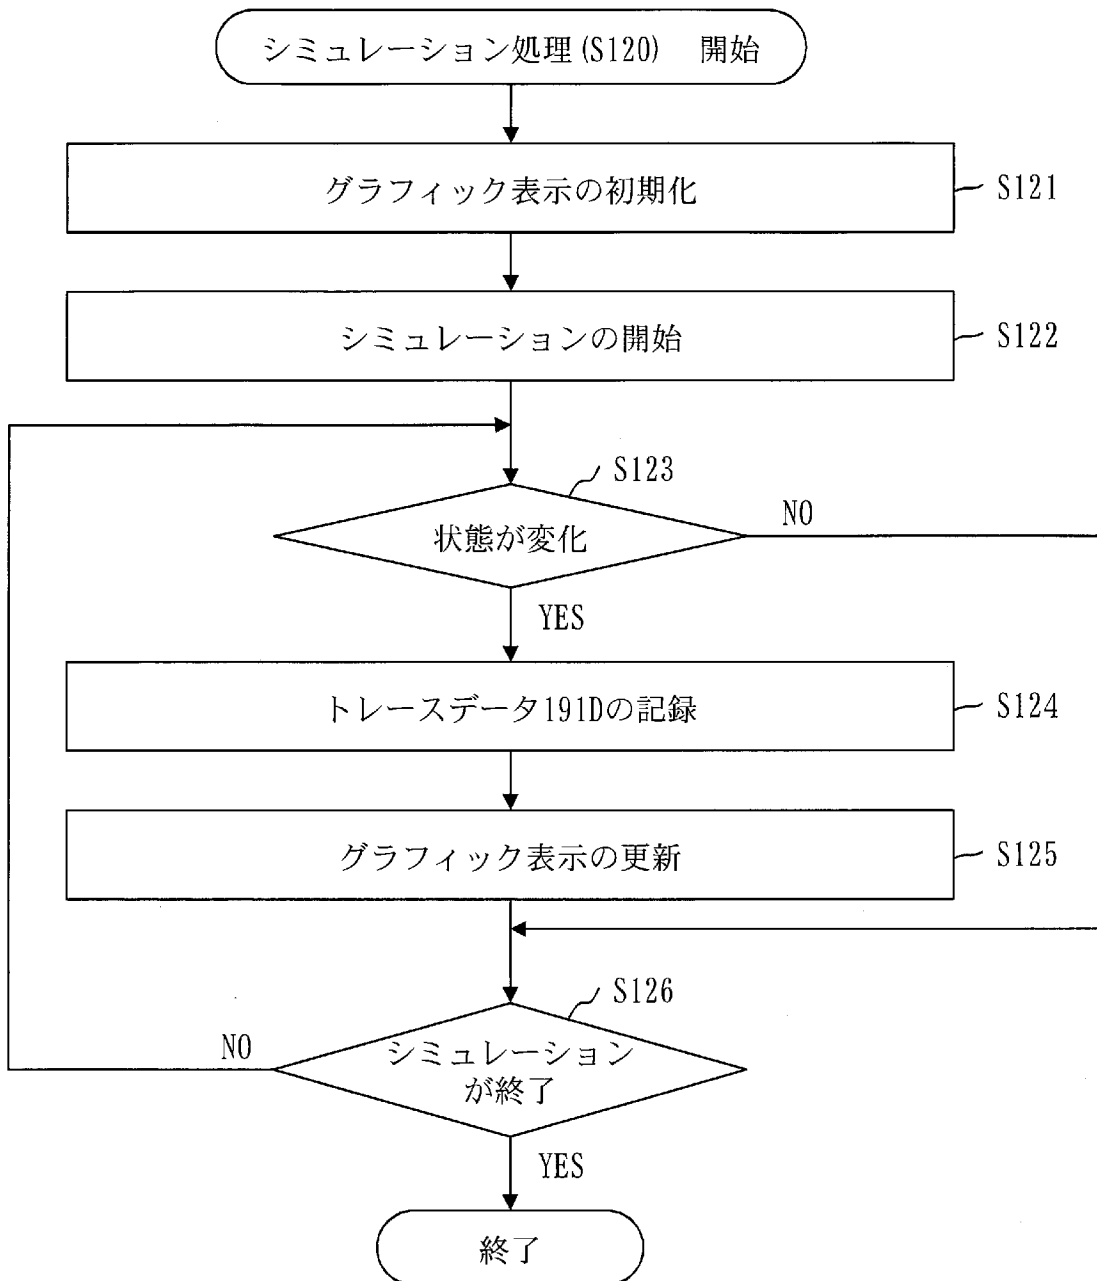 シミュレーション処理(S120) 開始
グラフィック表示の初期化
S121
シミュレーションの開始
S122
S123
状態が変化
NO
YES
トレースデータ191Dの記録
S124
グラフィック表示の更新
S125
S126
シミュレーション
が終了
NO
YES
終了